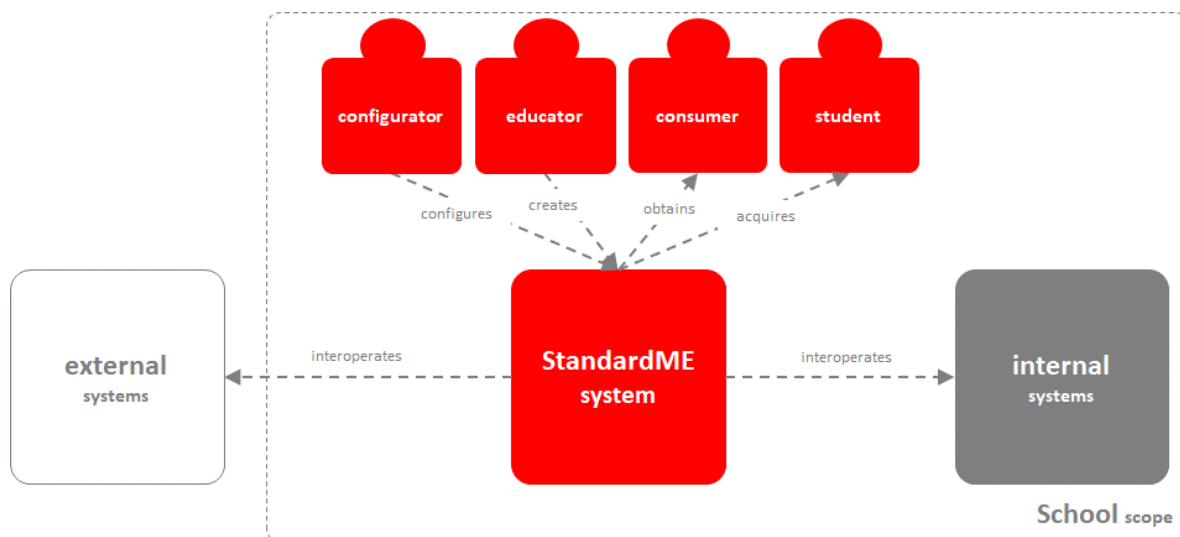 configurator
educator
consumer
student
configures
creates
obtains
acquires
external
systems
interoperates
StandardME
system
interoperates
internal
systems
School scope